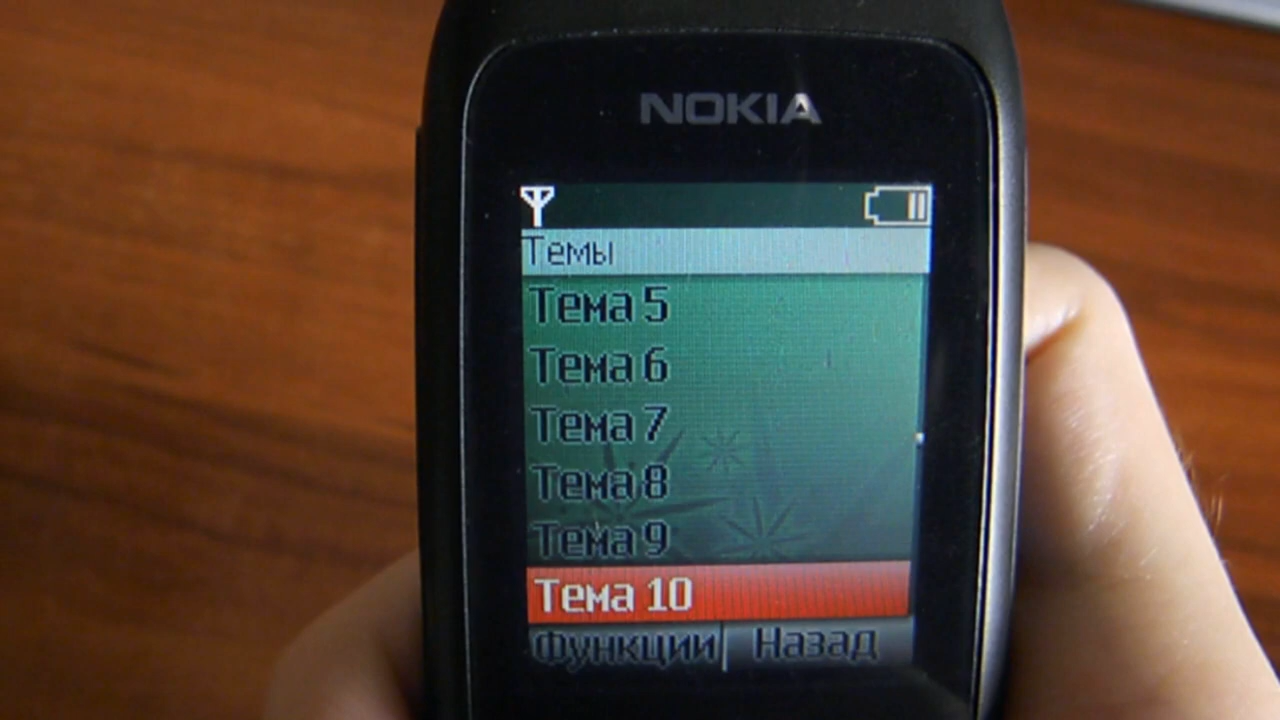 NOKIA
Темы
Тема 5
Тема 6
Тема 7
Тема 8
Тема 9
Тема 10
Функции Назад